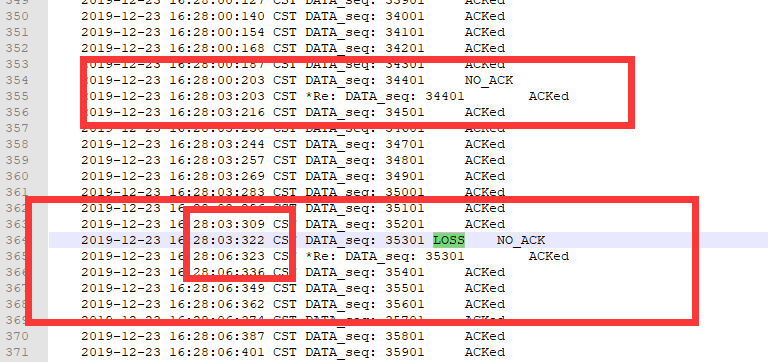 349 2019-12-23 16:28:00:127 CST DATA_seq: 33901 ACKed
350 2019-12-23 16:28:00:140 CST DATA_seq: 34001 ACKed
351 2019-12-23 16:28:00:154 CST DATA_seq: 34101 ACKed
352 2019-12-23 16:28:00:168 CST DATA_seq: 34201 ACKed
353 2019-12-23 16:28:00:187 CST DATA_seq: 34301 ACKed
354 2019-12-23 16:28:00:203 CST DATA_seq: 34401 NO_ACK
355 2019-12-23 16:28:03:203 CST *Re: DATA_seq: 34401 ACKed
356 2019-12-23 16:28:03:216 CST DATA_seq: 34501 ACKed
357 2019-12-23 16:28:03:230 CST DATA_seq: 34601 ACKed
358 2019-12-23 16:28:03:244 CST DATA_seq: 34701 ACKed
359 2019-12-23 16:28:03:257 CST DATA_seq: 34801 ACKed
360 2019-12-23 16:28:03:269 CST DATA_seq: 34901 ACKed
361 2019-12-23 16:28:03:283 CST DATA_seq: 35001 ACKed
362 2019-12-23 CST DATA_seq: 35101 ACKed
363 2019-12-23 16:28:03:309 CST DATA_seq: 35201 ACKed
364 2019-12-23 16:28:03:322 CST DATA_seq: 35301 LOSS NO_ACK
365 2019-12-23 16:28:06:323 CST *Re: DATA_seq: 35301 ACKed
366 2019-12-23 16:28:06:336 CST DATA_seq: 35401 ACKed
367 2019-12-23 16:28:06:349 CST DATA_seq: 35501 ACKed
368 2019-12-23 16:28:06:362 CST DATA_seq: 35601 ACKed
369 2019-12-23 16:28:06:374 CST DATA_seq: 35701 ACKed
370 2019-12-23 16:28:06:387 CST DATA_seq: 35801 ACKed
371 2019-12-23 16:28:06:401 CST DATA_seq: 35901 ACKed